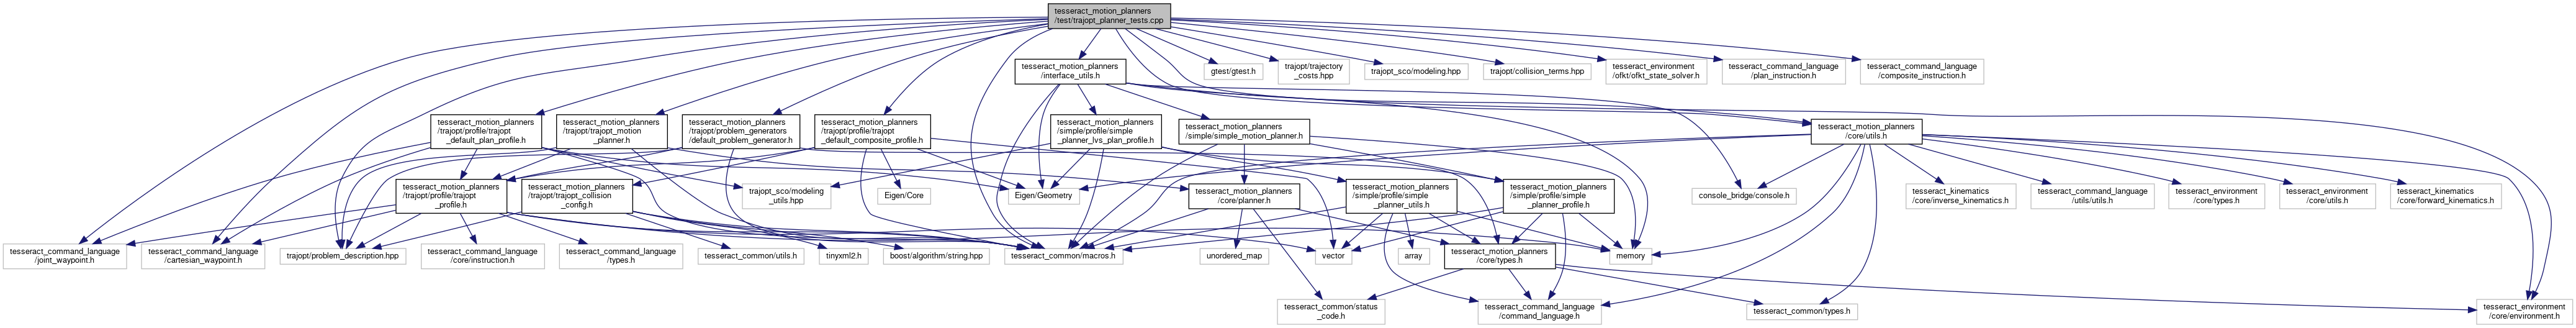 tesseract_motion_planners
/test/trajopt_planner_tests.cpp
tesseract_motion_planners
/interface_utils.h
gtest/gtest.h
trajopt/trajectory
_costs.hpp
trajopt_sco/modeling.hpp
trajopt/collision_terms.hpp
tesseract_environment
/ofkt/ofkt_state_solver.h
tesseract_command_language
/plan_instruction.h
tesseract_command_language
/composite_instruction.h
tesseract_motion_planners
/trajopt/profile/trajopt
_default_plan_profile.h
tesseract_motion_planners
/trajopt/trajopt_motion
_planner.h
tesseract_motion_planners
/trajopt/problem_generators
/default_problem_generator.h
tesseract_motion_planners
/trajopt/profile/trajopt
_default_composite_profile.h
tesseract_motion_planners
/simple/profile/simple
_planner_lvs_plan_profile.h
tesseract_motion_planners
/simple/simple_motion_planner.h
tesseract_motion_planners
/core/utils.h
tesseract_motion_planners
/trajopt/profile/trajopt
_profile.h
tesseract_motion_planners
/trajopt/trajopt_collision
_config.h
trajopt_sco/modeling
_utils.hpp
Eigen/Core
Eigen/Geometry
tesseract_motion_planners
/core/planner.h
tesseract_motion_planners
/simple/profile/simple
_planner_utils.h
tesseract_motion_planners
/simple/profile/simple
_planner_profile.h
console_bridge/console.h
tesseract_kinematics
/core/inverse_kinematics.h
tesseract_command_language
/utils/utils.h
tesseract_environment
/core/types.h
tesseract_environment
/core/utils.h
tesseract_kinematics
/core/forward_kinematics.h
tesseract_command_language
/joint_waypoint.h
tesseract_command_language
/cartesian_waypoint.h
trajopt/problem_description.hpp
tesseract_command_language
/core/instruction.h
tesseract_command_language
/types.h
tesseract_common/utils.h
tinyxml2.h
boost/algorithm/string.hpp
tesseract_common/macros.h
unordered_map
vector
array
tesseract_motion_planners
/core/types.h
memory
tesseract_common/status
_code.h
tesseract_command_language
/command_language.h
tesseract_common/types.h
tesseract_environment
/core/environment.h